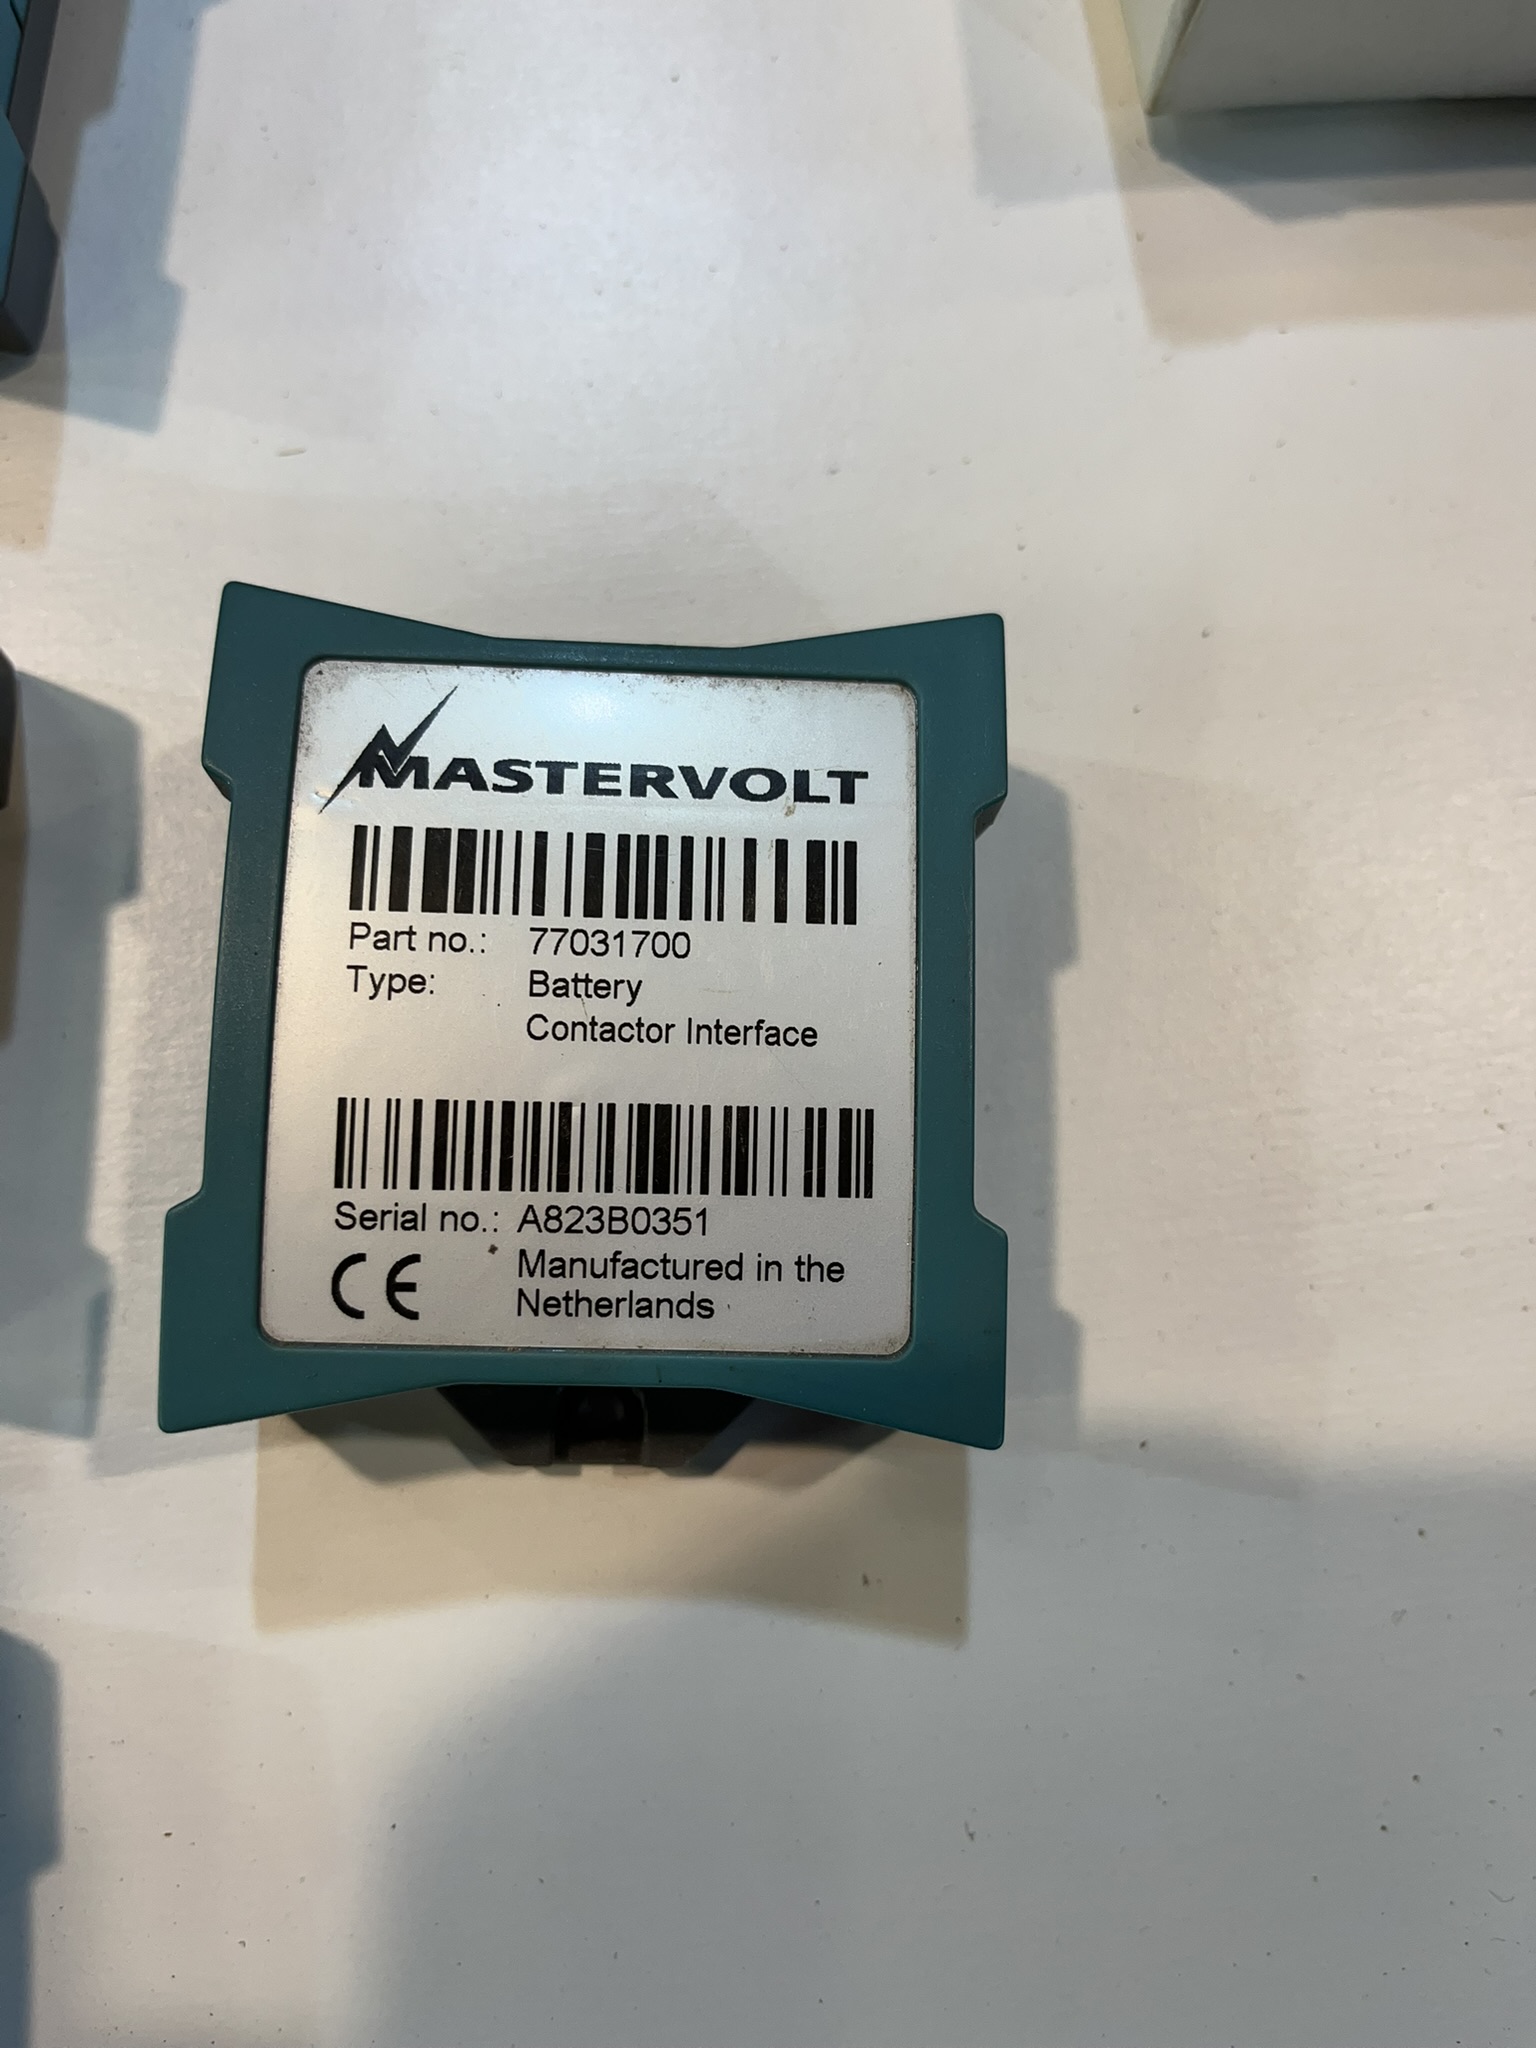 MASTERVOLT
Part no.: 77031700
Type: Battery
Contactor Interface
Serial no.: A823B0351
CE Manufactured in the
Netherlands